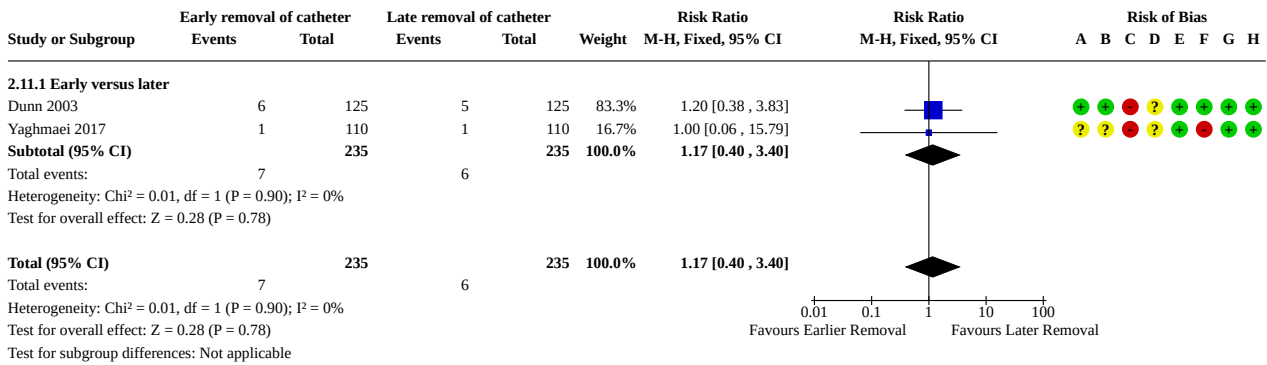 Early removal of catheter Late removal of catheter Risk Ratio Risk Ratio Risk of Bias
Study or Subgroup Events Total Events Total Weight M-H, Fixed, 95% CI M-H, Fixed, 95% CI A B C D E F G H
2.11.1 Early versus later
Dunn 2003 6 125 5 125 83.3% 1.20 [0.38 , 3.83] + + - ? + + + +
Yaghmaei 2017 1 110 1 110 16.7% 1.00 [0.06 , 15.79] ? ? - ? + - + +
Subtotal (95% CI) 235 235 100.0% 1.17 [0.40 , 3.40]
Total events: 7 6
Heterogeneity: Chi² = 0.01, df = 1 (P = 0.90); I² = 0%
Test for overall effect: Z = 0.28 (P = 0.78)
Total (95% CI) 235 235 100.0% 1.17 [0.40 , 3.40]
Total events: 7 6
Heterogeneity: Chi² = 0.01, df = 1 (P = 0.90); I² = 0% 0.01 0.1 1 10 100
Test for overall effect: Z = 0.28 (P = 0.78) Favours Earlier Removal Favours Later Removal
Test for subgroup differences: Not applicable